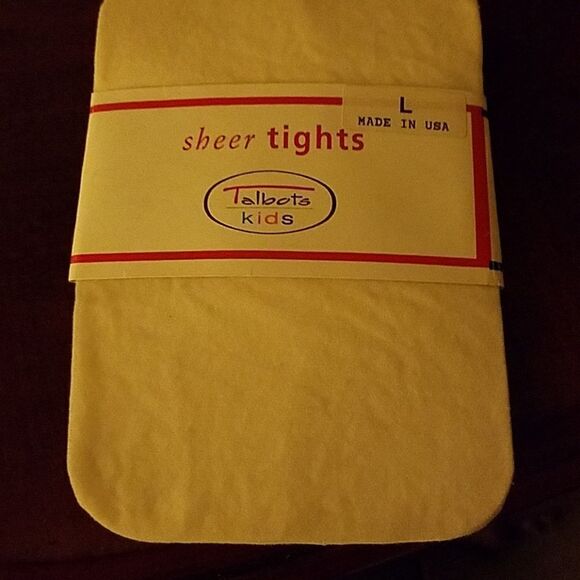 L
MADE IN USA
sheer tights
Talbots
kids